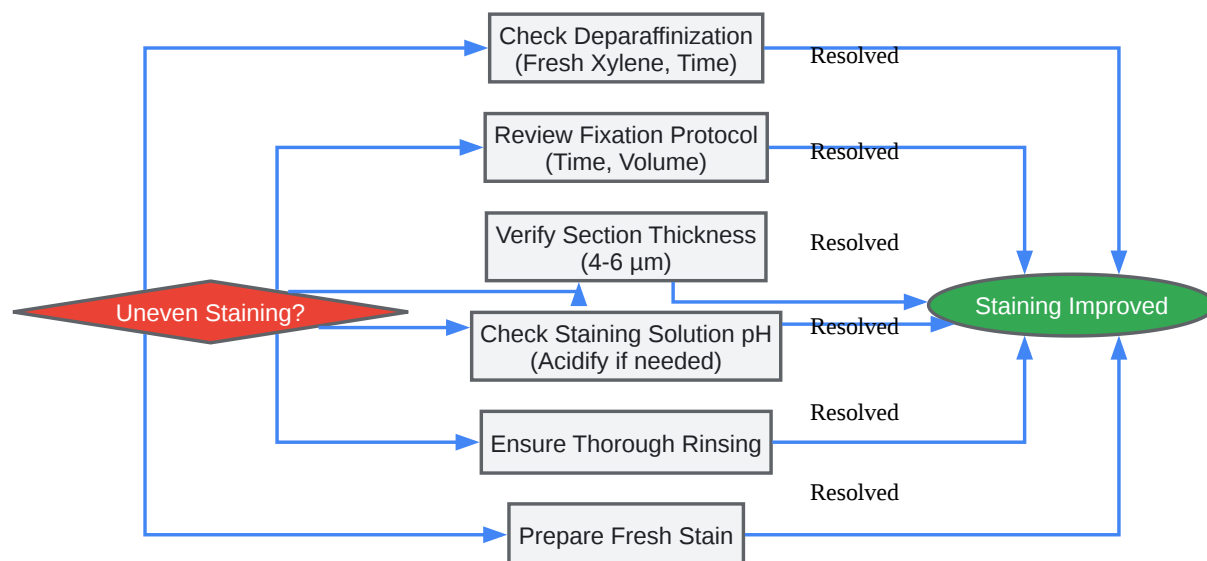 Check Deparaffinization
(Fresh Xylene, Time)
Resolved
Review Fixation Protocol
(Time, Volume)
Resolved
Verify Section Thickness
(4-6 µm)
Resolved
Uneven Staining?
Staining Improved
Check Staining Solution pH
(Acidify if needed)
Resolved
Ensure Thorough Rinsing
Resolved
Prepare Fresh Stain
Resolved